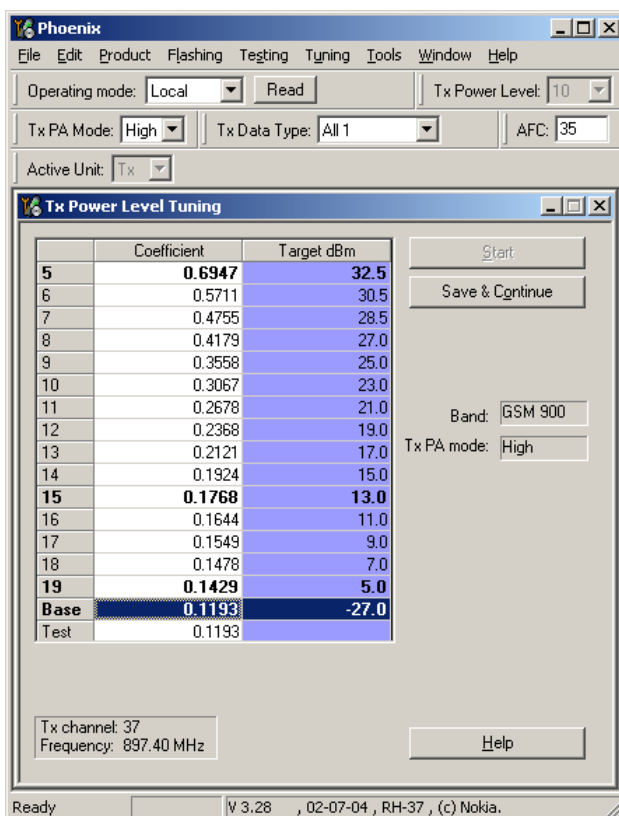 Phoenix
File Edit Product Flashing Testing Tuning Tools Window Help
Operating mode: Local Read Tx Power Level: 10
Tx PA Mode: High Tx Data Type: All 1 AFC: 35
Active Unit: Tx
Tx Power Level Tuning
Coefficient Target dBm
5 0.6947 32.5
6 0.5711 30.5
7 0.4755 28.5
8 0.4179 27.0
9 0.3558 25.0
10 0.3067 23.0
11 0.2678 21.0
12 0.2368 19.0
13 0.2121 17.0
14 0.1924 15.0
15 0.1768 13.0
16 0.1644 11.0
17 0.1549 9.0
18 0.1478 7.0
19 0.1429 5.0
Base 0.1193 -27.0
Test 0.1193
Start
Save & Continue
Band: GSM 900
Tx PA mode: High
Tx channel: 37
Frequency: 897.40 MHz
Help
Ready V 3.28 , 02-07-04 , RH-37 , (c) Nokia.